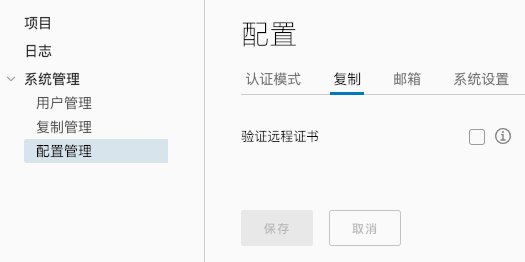 项目
日志
系统管理
用户管理
复制管理
配置管理
配置
认证模式 复制 邮箱 系统设置
验证远程证书
保存 取消